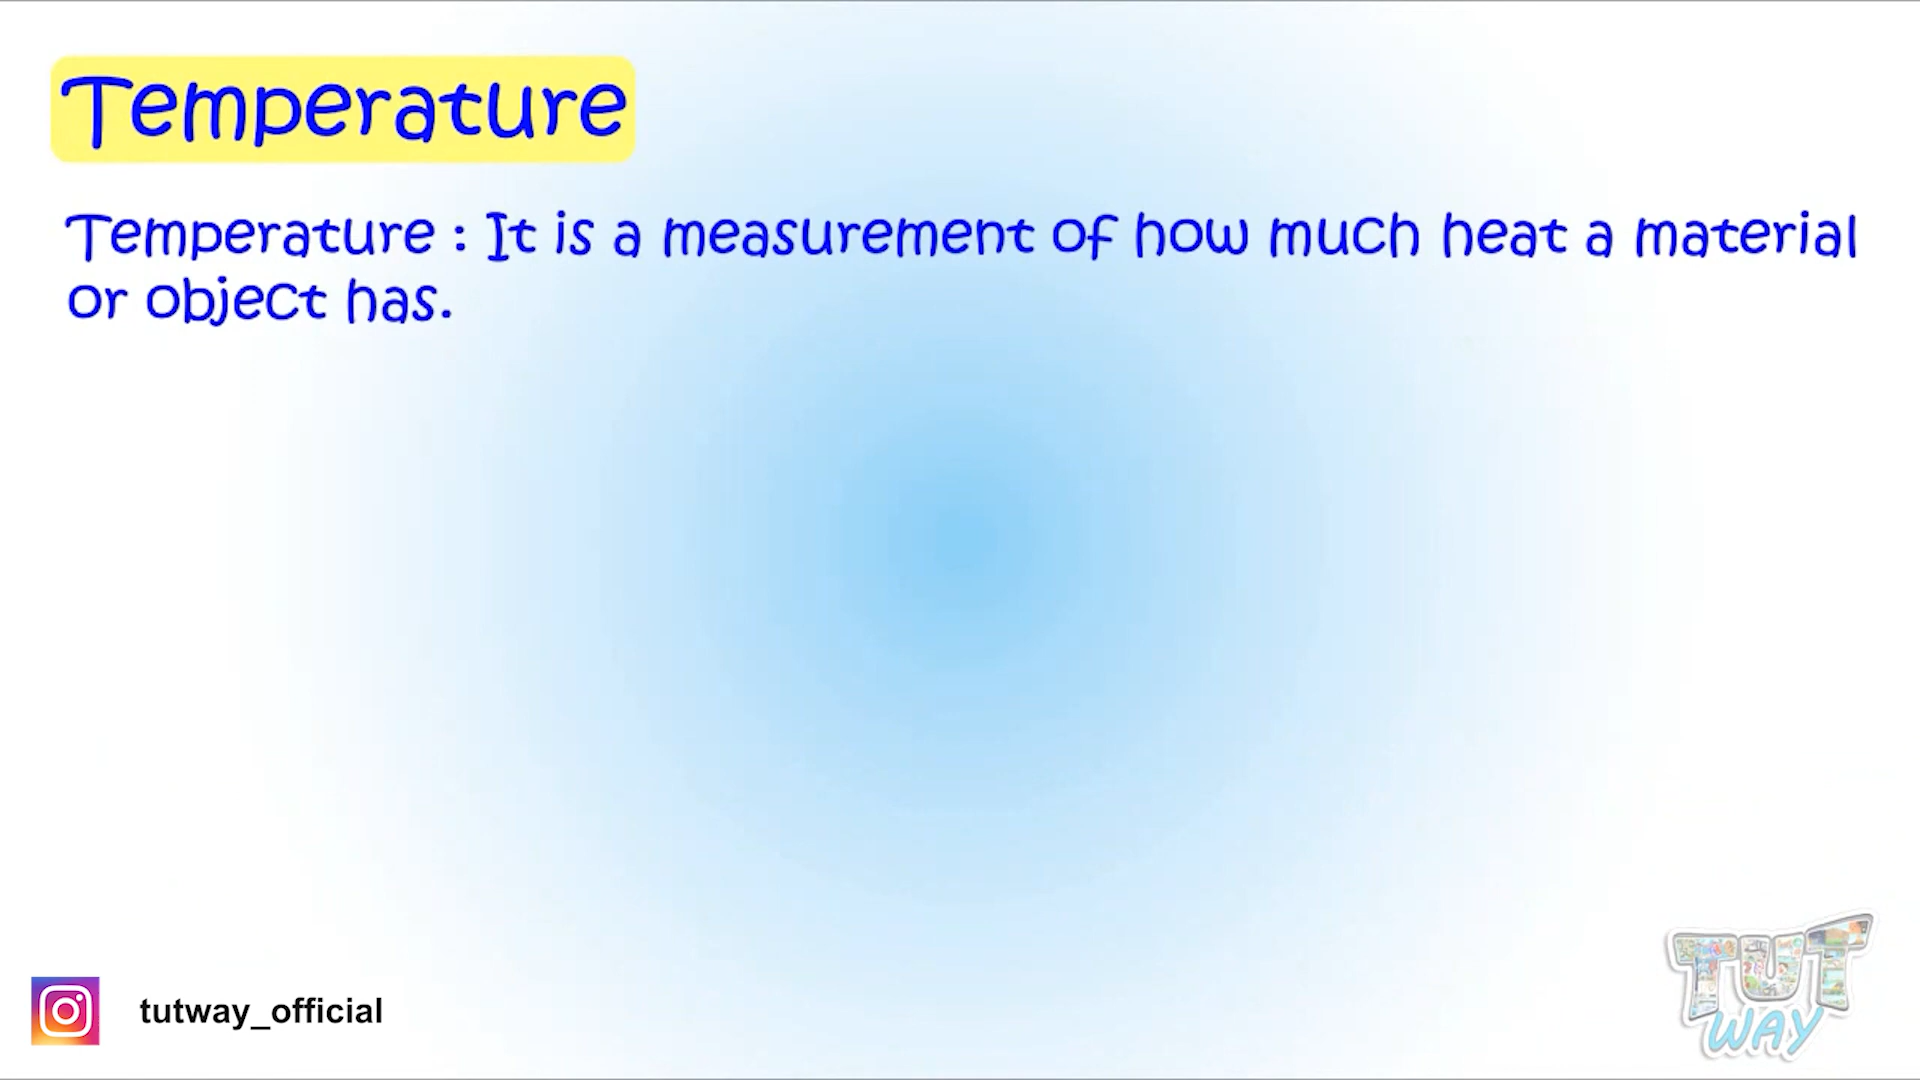 Temperature
Temperature : It is a measurement of how much heat a material
or object has.
tutway_official
TUT
WAY